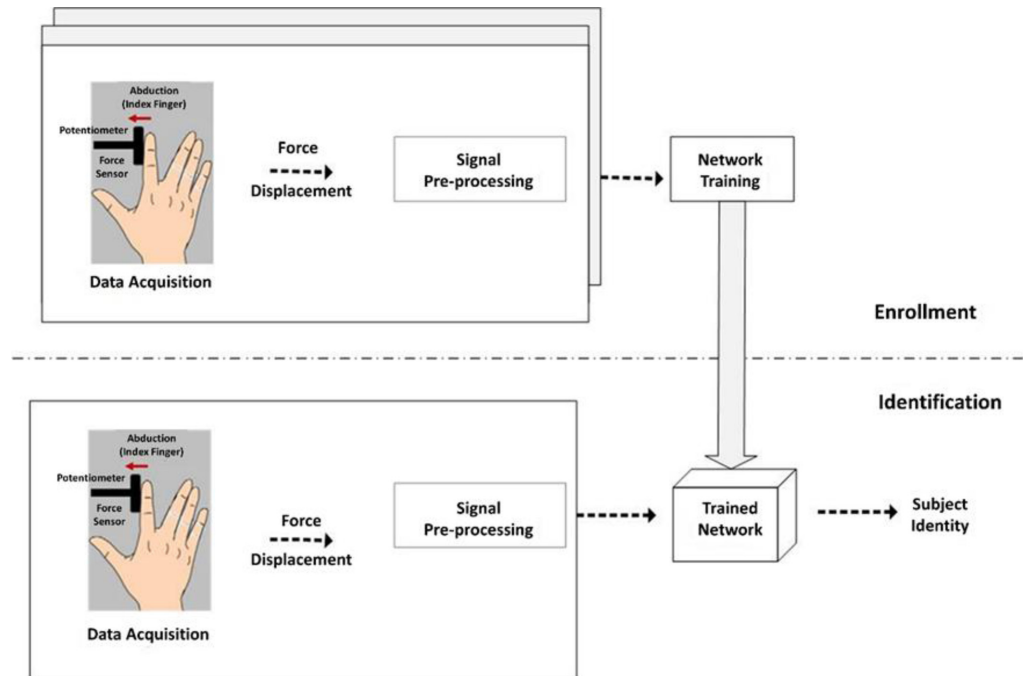 Abduction
(Index Finger)
Potentiometer
Force
Sensor
Data Acquisition
Force
Displacement
Signal
Pre-processing
Network
Training
Enrollment
Identification
Abduction
(Index Finger)
Potentiometer
Force
Sensor
Data Acquisition
Force
Displacement
Signal
Pre-processing
Trained
Network
Subject
Identity